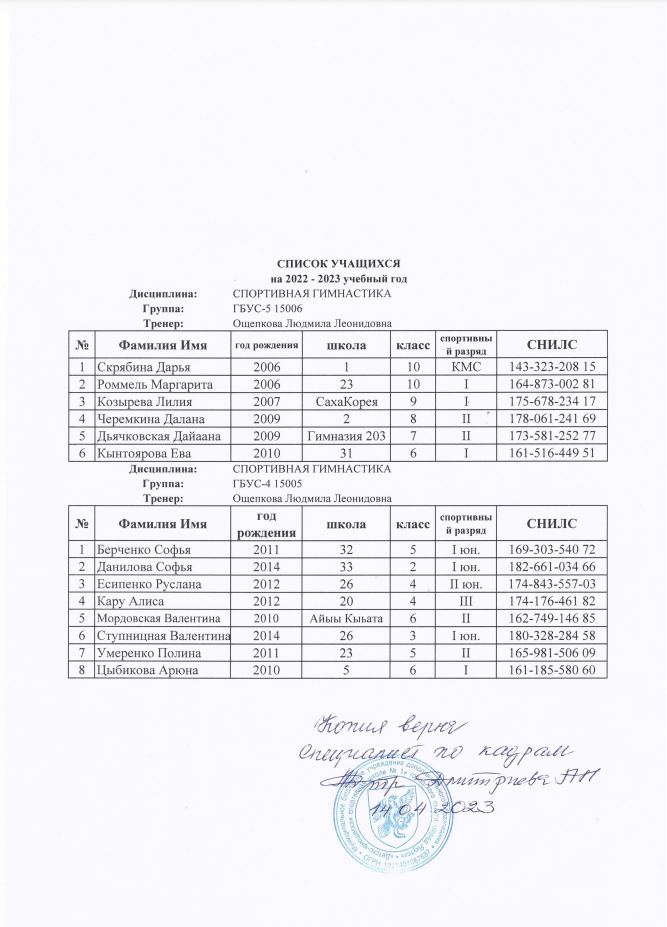 СПИСОК УЧАЩИХСЯ
на 2022 - 2023 учебный год
Дисциплина: СПОРТИВНАЯ ГИМНАСТИКА
Группа: ГБУС-5 15006
Тренер: Ощепкова Людмила Леонидовна
№ Фамилия Имя год рождения школа класс спортивный разряд СНИЛС
1 Скрябина Дарья 2006 1 10 КМС 143-323-208 15
2 Роммель Маргарита 2006 23 10 I 164-873-002 81
3 Козырева Лилия 2007 СахаКорея 9 I 175-678-234 17
4 Черемкина Далана 2009 2 8 II 178-061-241 69
5 Дьячковская Дайаана 2009 Гимназия 203 7 II 173-581-252 77
6 Кынтоярова Ева 2010 31 6 I 161-516-449 51
Дисциплина: СПОРТИВНАЯ ГИМНАСТИКА
Группа: ГБУС-4 15005
Тренер: Ощепкова Людмила Леонидовна
№ Фамилия Имя год рождения школа класс спортивный разряд СНИЛС
1 Берченко Софья 2011 32 5 I юн. 169-303-540 72
2 Данилова Софья 2014 33 2 I юн. 182-661-034 66
3 Есипенко Руслана 2012 26 4 II юн. 174-843-557-03
4 Кару Алиса 2012 20 4 III 174-176-461 82
5 Мордовская Валентина 2010 Айыы Кыьата 6 II 162-749-146 85
6 Ступницная Валентина 2014 26 3 I юн. 180-328-284 58
7 Умеренко Полина 2011 23 5 II 165-981-506 09
8 Цыбикова Арюна 2010 5 6 I 161-185-580 60
Копия верна
Специалист по кадрам
Дмитриева АН
14 04 2023